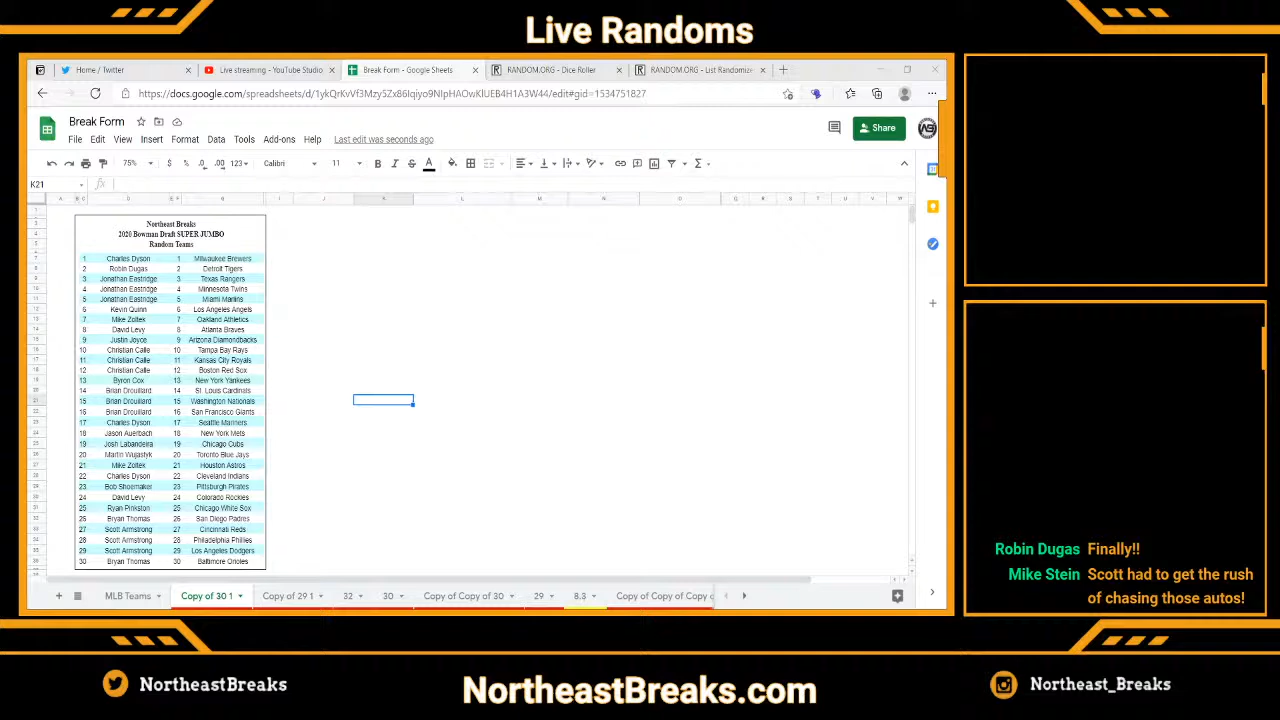 Live Randoms
Home / Twitter
Live streaming - YouTube Studio
Break Form - Google Sheets
RANDOM.ORG - Dice Roller
RANDOM.ORG - List Randomize
Break Form
File Edit View Insert Format Data Tools Add-ons Help Last edit was seconds ago
Share
75% $ % .0 .00 123 Calibri 11 B I S A
K21
Northeast Breaks
2020 Bowman Draft SUPER JUMBO
Random Teams
1 Charles Dyson 1 Milwaukee Brewers
2 Robin Dugas 2 Detroit Tigers
3 Jonathan Eastridge 3 Texas Rangers
4 Jonathan Eastridge 4 Minnesota Twins
5 Jonathan Eastridge 5 Miami Marlins
6 Kevin Quinn 6 Los Angeles Angels
7 Mike Zoltek 7 Oakland Athletics
8 David Levy 8 Atlanta Braves
9 Justin Joyce 9 Arizona Diamondbacks
10 Christian Calle 10 Tampa Bay Rays
11 Christian Calle 11 Kansas City Royals
12 Christian Calle 12 Boston Red Sox
13 Byron Cox 13 New York Yankees
14 Brian Drouillard 14 St. Louis Cardinals
15 Brian Drouillard 15 Washington Nationals
16 Brian Drouillard 16 San Francisco Giants
17 Charles Dyson 17 Seattle Mariners
18 Jason Auerbach 18 New York Mets
19 Josh Labandeira 19 Chicago Cubs
20 Martin Wujastyk 20 Toronto Blue Jays
21 Mike Zoltek 21 Houston Astros
22 Charles Dyson 22 Cleveland Indians
23 Bob Shoemaker 23 Pittsburgh Pirates
24 David Levy 24 Colorado Rockies
25 Ryan Pinkston 25 Chicago White Sox
26 Bryan Thomas 26 San Diego Padres
27 Scott Armstrong 27 Cincinnati Reds
28 Scott Armstrong 28 Philadelphia Phillies
29 Scott Armstrong 29 Los Angeles Dodgers
30 Bryan Thomas 30 Baltimore Orioles
MLB Teams Copy of 30 1 Copy of 29 1 32 30 Copy of Copy of 30 29 8.3 Copy of Copy of Copy
Robin Dugas Finally!!
Mike Stein Scott had to get the rush
of chasing those autos!
NortheastBreaks
NortheastBreaks.com
Northeast_Breaks